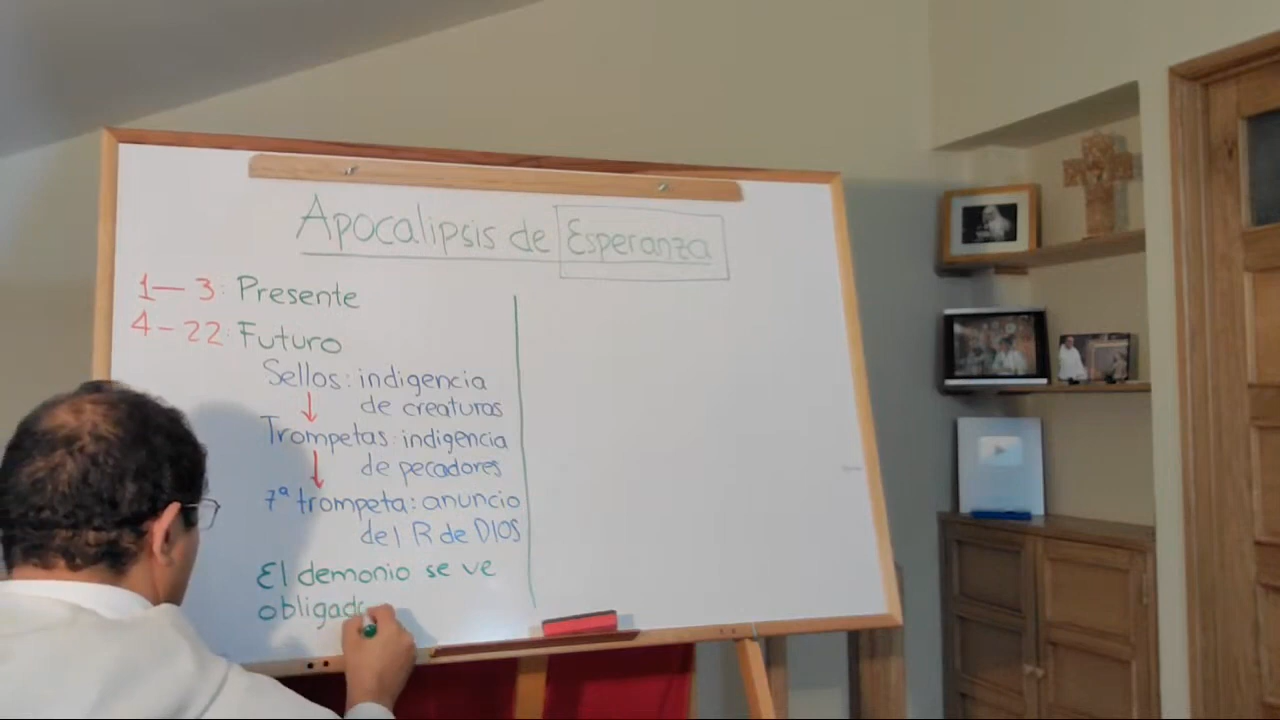 Apocalipsis de Esperanza
1–3: Presente
4–22: Futuro
Sellos: indigencia
de creaturas
Trompetas: indigencia
de pecadores
7ª trompeta: anuncio
del R de DIOS
El demonio se ve
obligado